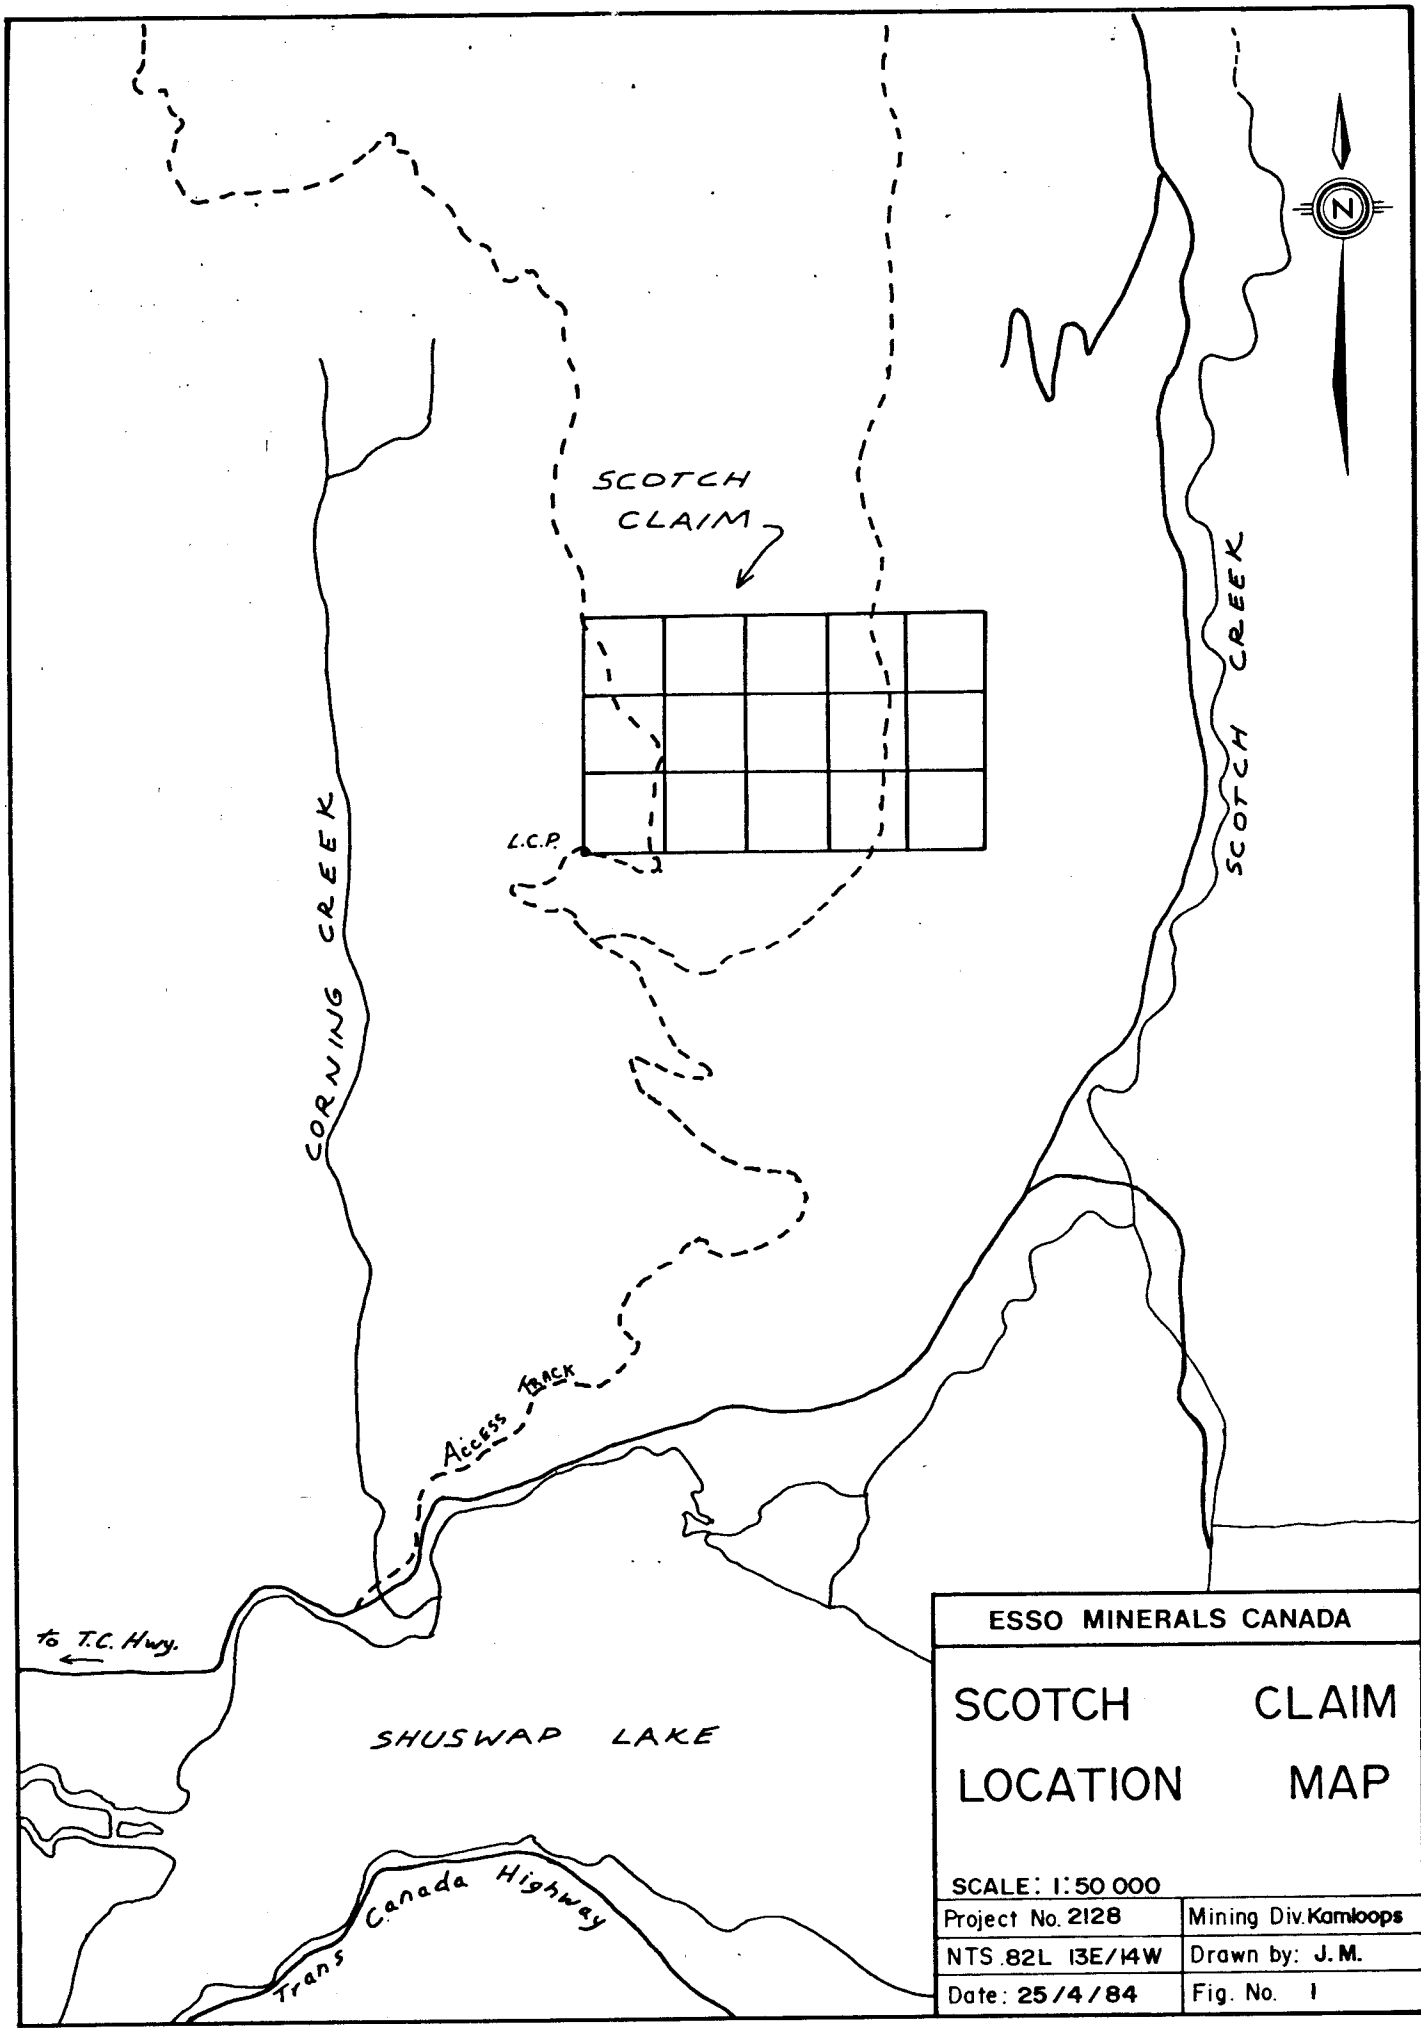 N
SCOTCH
CLAIM
SCOTCH CREEK
L.C.P.
CORNING CREEK
ACCESS TRACK
to T.C. Hwy.
SHUSWAP LAKE
Trans Canada Highway
ESSO MINERALS CANADA
SCOTCH CLAIM
LOCATION MAP
SCALE: 1:50 000
Project No. 2128
Mining Div. Kamloops
NTS 82L 13E/14W
Drawn by: J.M.
Date: 25/4/84
Fig. No. 1